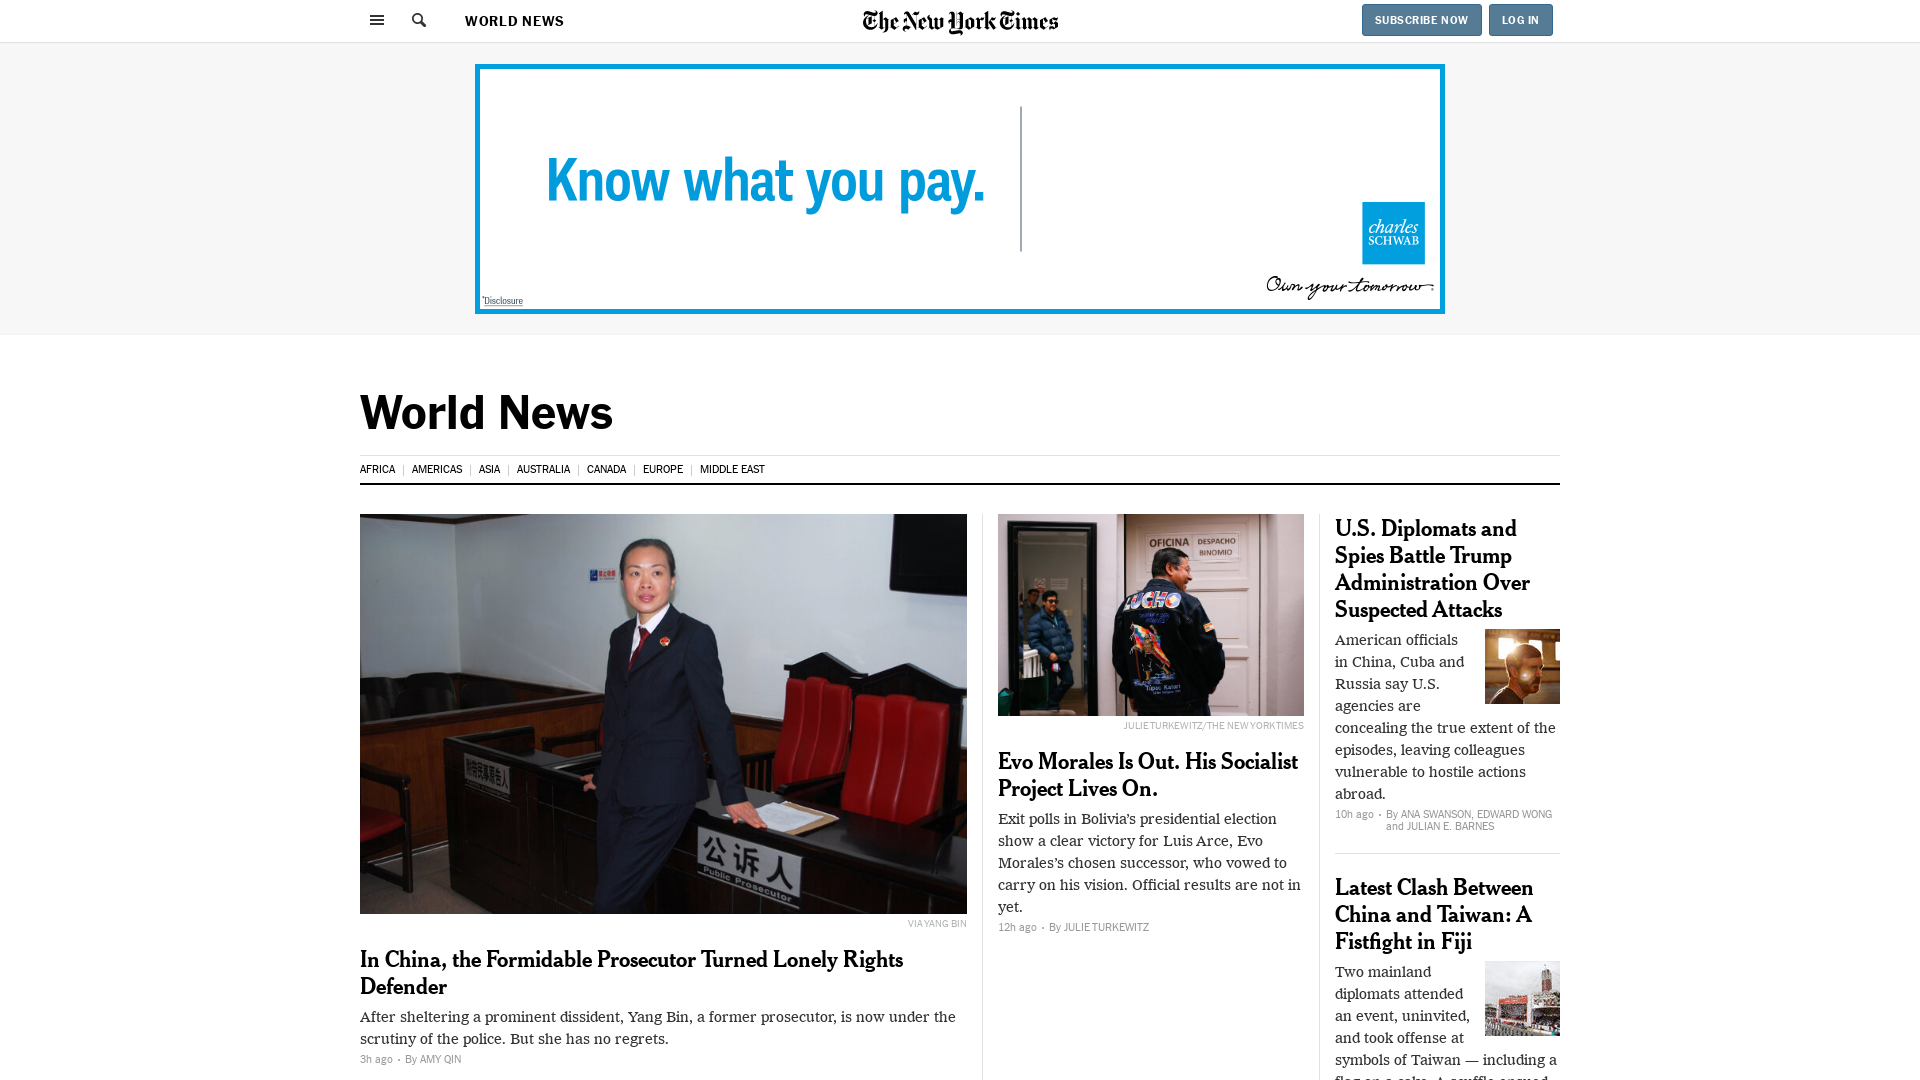 WORLD NEWS
The New York Times
SUBSCRIBE NOW
LOG IN
Know what you pay.
charles
SCHWAB
Own your tomorrow.
*Disclosure
World News
AFRICA
AMERICAS
ASIA
AUSTRALIA
CANADA
EUROPE
MIDDLE EAST
公诉人
Public Prosecutor
VIA YANG BIN
In China, the Formidable Prosecutor Turned Lonely Rights
Defender
After sheltering a prominent dissident, Yang Bin, a former prosecutor, is now under the
scrutiny of the police. But she has no regrets.
3h ago • By AMY QIN
OFICINA
DESPACHO
BINOMIO
LUCHO
JULIE TURKEWITZ/THE NEW YORK TIMES
Evo Morales Is Out. His Socialist
Project Lives On.
Exit polls in Bolivia’s presidential election
show a clear victory for Luis Arce, Evo
Morales’s chosen successor, who vowed to
carry on his vision. Official results are not in
yet.
12h ago • By JULIE TURKEWITZ
U.S. Diplomats and
Spies Battle Trump
Administration Over
Suspected Attacks
American officials
in China, Cuba and
Russia say U.S.
agencies are
concealing the true extent of the
episodes, leaving colleagues
vulnerable to hostile actions
abroad.
10h ago • By ANA SWANSON, EDWARD WONG
and JULIAN E. BARNES
Latest Clash Between
China and Taiwan: A
Fistfight in Fiji
Two mainland
diplomats attended
an event, uninvited,
and took offense at
symbols of Taiwan — including a